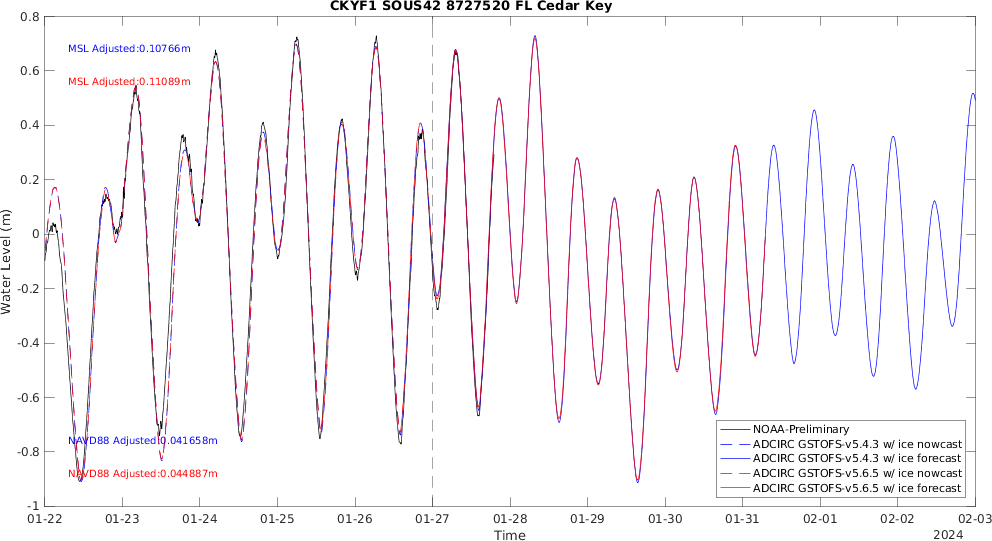 CKYF1 SOUS42 8727520 FL Cedar Key
0.8
0.6
0.4
0.2
0
-0.2
-0.4
-0.6
-0.8
-1
Water Level (m)
MSL Adjusted:0.10766m
MSL Adjusted:0.11089m
NAVD88 Adjusted:0.041658m
NAVD88 Adjusted:0.044887m
NOAA-Preliminary
ADCIRC GSTOFS-v5.4.3 w/ ice nowcast
ADCIRC GSTOFS-v5.4.3 w/ ice forecast
ADCIRC GSTOFS-v5.6.5 w/ ice nowcast
ADCIRC GSTOFS-v5.6.5 w/ ice forecast
01-22 01-23 01-24 01-25 01-26 01-27 01-28 01-29 01-30 01-31 02-01 02-02 02-03
Time
2024